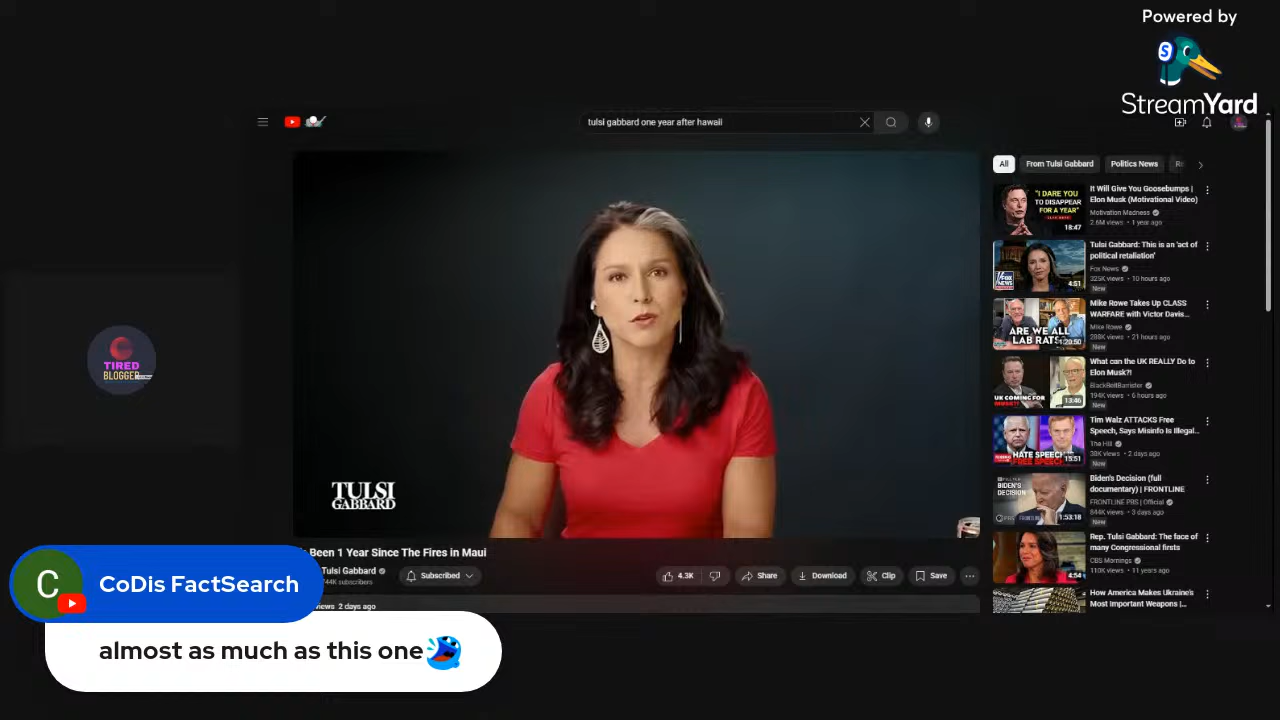 Powered by
StreamYard
tulsi gabbard one year after hawaii
All
From Tulsi Gabbard
Politics News
"I DARE YOU
TO DISAPPEAR
FOR A YEAR"
18:47
It Will Give You Goosebumps |
Elon Musk (Motivational Video)
Motivation Madness
2.6M views • 1 year ago
4:51
Tulsi Gabbard: This is an 'act of
political retaliation'
Fox News
325K views • 10 hours ago
New
ARE WE ALL
LAB RATS
1:29:50
Mike Rowe Takes Up CLASS
WARFARE with Victor Davis...
Mike Rowe
288K views • 21 hours ago
New
UK COMING FOR
13:46
What can the UK REALLY Do to
Elon Musk?!
BlackBeltBarrister
194K views • 6 hours ago
New
HATE SPEECH
FREE SPEECH
15:51
Tim Walz ATTACKS Free
Speech, Says Misinfo Is Illegal...
The Hill
38K views • 2 days ago
New
BIDEN'S
DECISION
1:53:18
Biden's Decision (full
documentary) | FRONTLINE
FRONTLINE PBS | Official
844K views • 3 days ago
New
4:54
Rep. Tulsi Gabbard: The face of
many Congressional firsts
CBS Mornings
110K views • 11 years ago
How America Makes Ukraine's
Most Important Weapons |...
TIRED
BLOGGER
TULSI
GABBARD
Been 1 Year Since The Fires in Maui
Tulsi Gabbard
744K subscribers
Subscribed
4.3K
Share
Download
Clip
Save
views 2 days ago
C
CoDis FactSearch
almost as much as this one